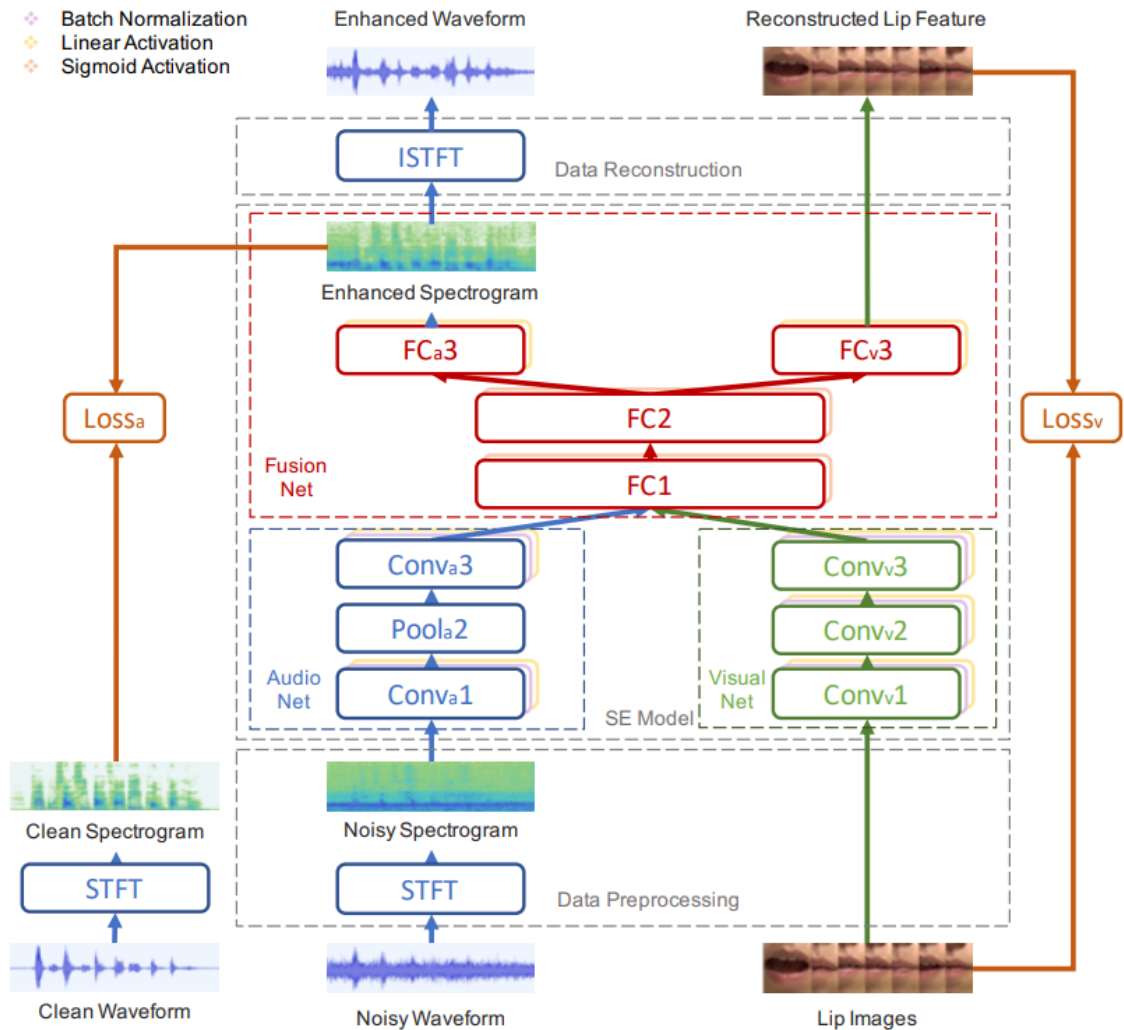 Batch Normalization
Linear Activation
Sigmoid Activation
Enhanced Waveform
Reconstructed Lip Feature
ISTFT
Data Reconstruction
Enhanced Spectrogram
FCa3
FCv3
Lossa
FC2
Lossv
Fusion
Net
FC1
Conva3
Convv3
Poola2
Convv2
Audio
Net
Conva1
Visual
Net
Convv1
SE Model
Clean Spectrogram
Noisy Spectrogram
STFT
STFT
Data Preprocessing
Clean Waveform
Noisy Waveform
Lip Images